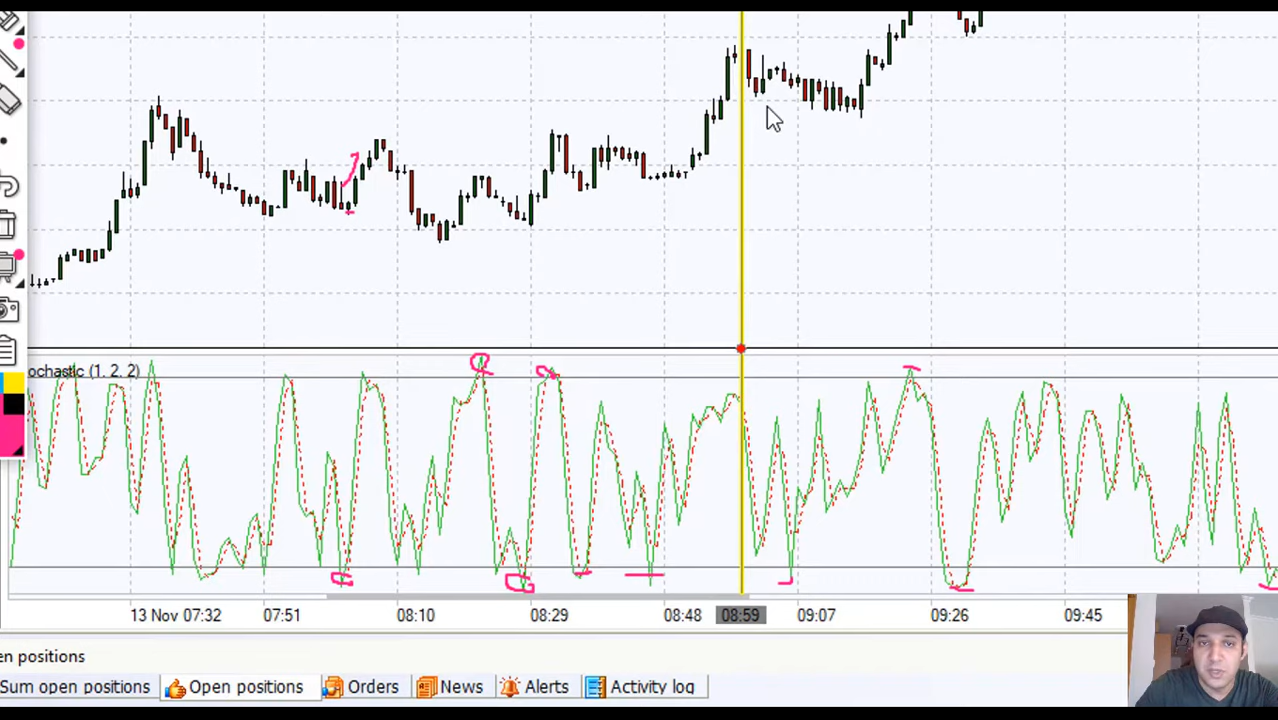 ochastic (1, 2, 2)
13 Nov 07:32 07:51 08:10 08:29 08:48 08:59 09:07 09:26 09:45
en positions
Sum open positions Open positions Orders News Alerts Activity log